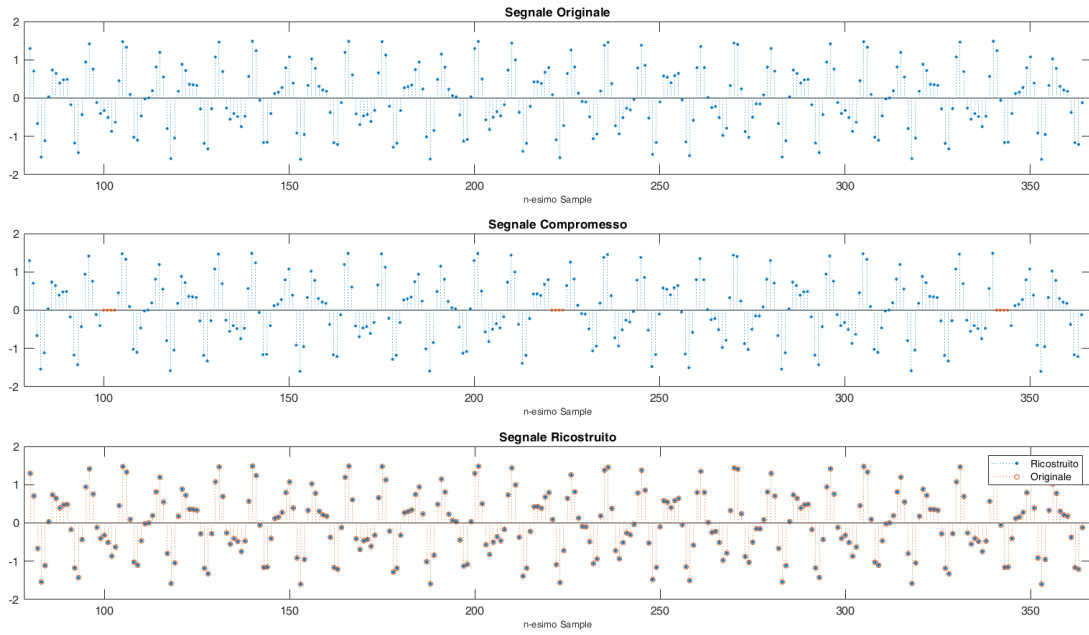 Segnale Originale
2
1
0
-1
-2
100 150 200 250 300 350
n-esimo Sample
Segnale Compromesso
2
1
0
-1
-2
100 150 200 250 300 350
n-esimo Sample
Segnale Ricostruito
2
1
0
-1
-2
Ricostruito
Originale
100 150 200 250 300 350
n-esimo Sample